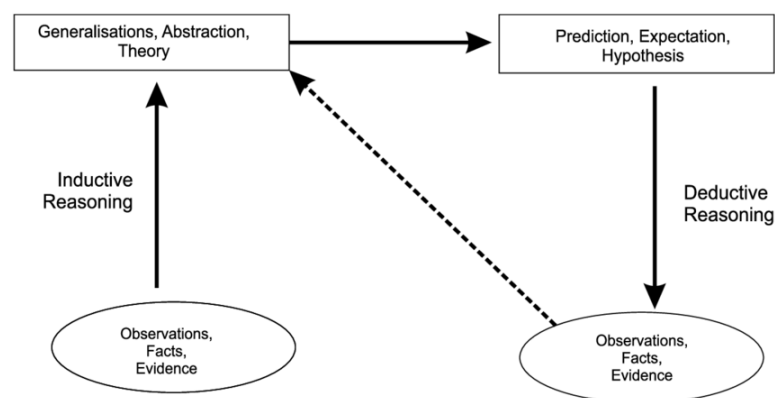 Generalisations, Abstraction,
Theory
Prediction, Expectation,
Hypothesis
Inductive
Reasoning
Deductive
Reasoning
Observations,
Facts,
Evidence
Observations,
Facts,
Evidence